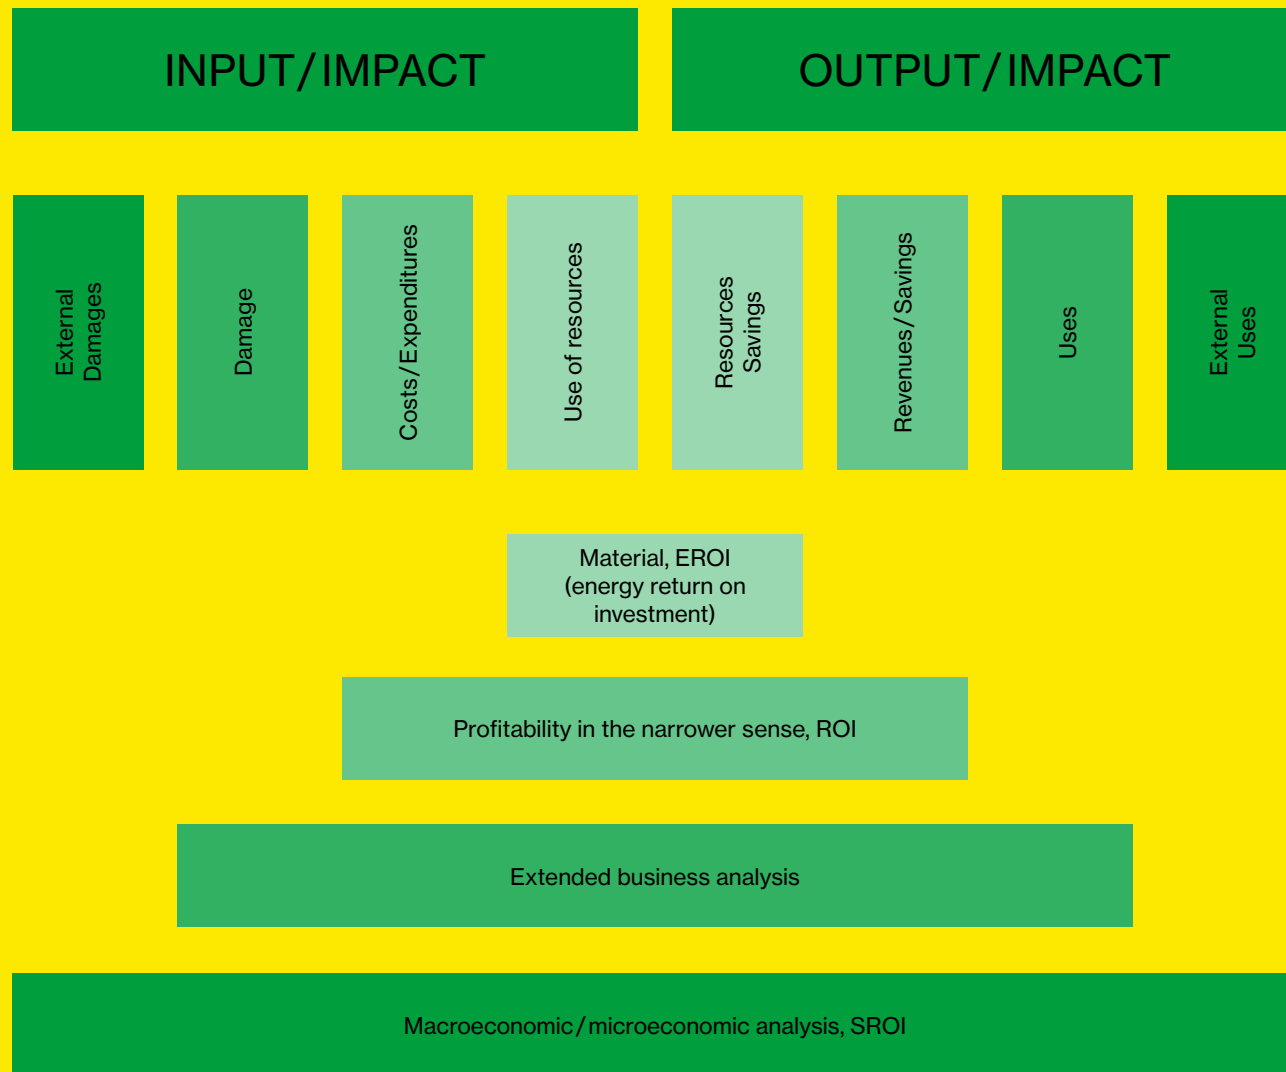 INPUT/IMPACT
OUTPUT/IMPACT
External
Damages
Damage
Costs/Expenditures
Use of resources
Resources
Savings
Revenues/Savings
Uses
External
Uses
Material, EROI
(energy return on
investment)
Profitability in the narrower sense, ROI
Extended business analysis
Macroeconomic/microeconomic analysis, SROI